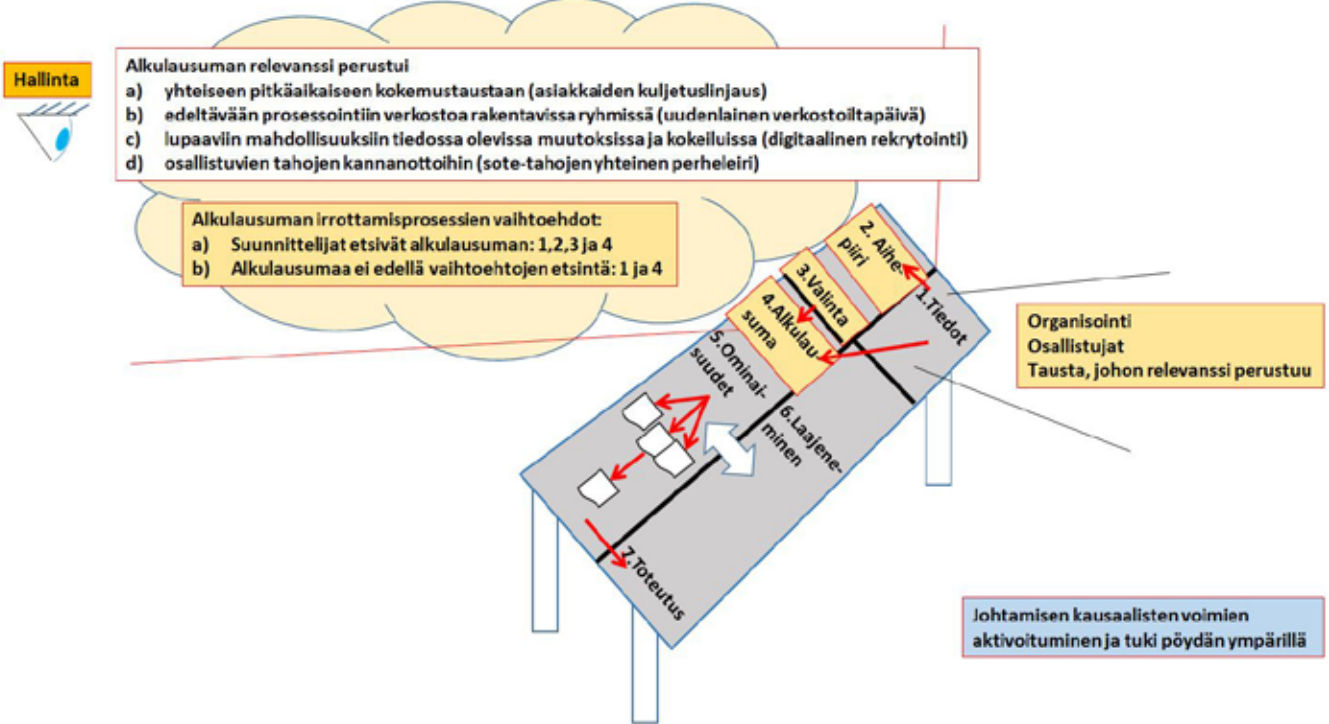 Hallinta
Alkulausuman relevanssi perustui
a) yhteiseen pitkäaikaiseen kokemustaustaan (asiakkaiden kuljetuslinjaus)
b) edeltävään prosessointiin verkostoa rakentavissa ryhmissä (uudenlainen verkostoiltapäivä)
c) lupaaviin mahdollisuuksiin tiedossa olevissa muutoksissa ja kokeiluissa (digitaalinen rekrytointi)
d) osallistuvien tahojen kannanottoihin (sote-tahojen yhteinen perheleiri)
Alkulausuman irrottamisprosessien vaihtoehdot:
a) Suunnittelijat etsivät alkulausuman: 1,2,3 ja 4
b) Alkulausumaa ei edellä vaihtoehtojen etsintä: 1 ja 4
1.Tiedot
2. Aihe-
piiri
3.Valinta
4.Alkulau
suma
5.Ominai-
suudet
6.Laajene-
minen
7.Toteutus
Organisointi
Osallistujat
Tausta, johon relevanssi perustuu
Johtamisen kausaalisten voimien
aktivoituminen ja tuki pöydän ympärillä